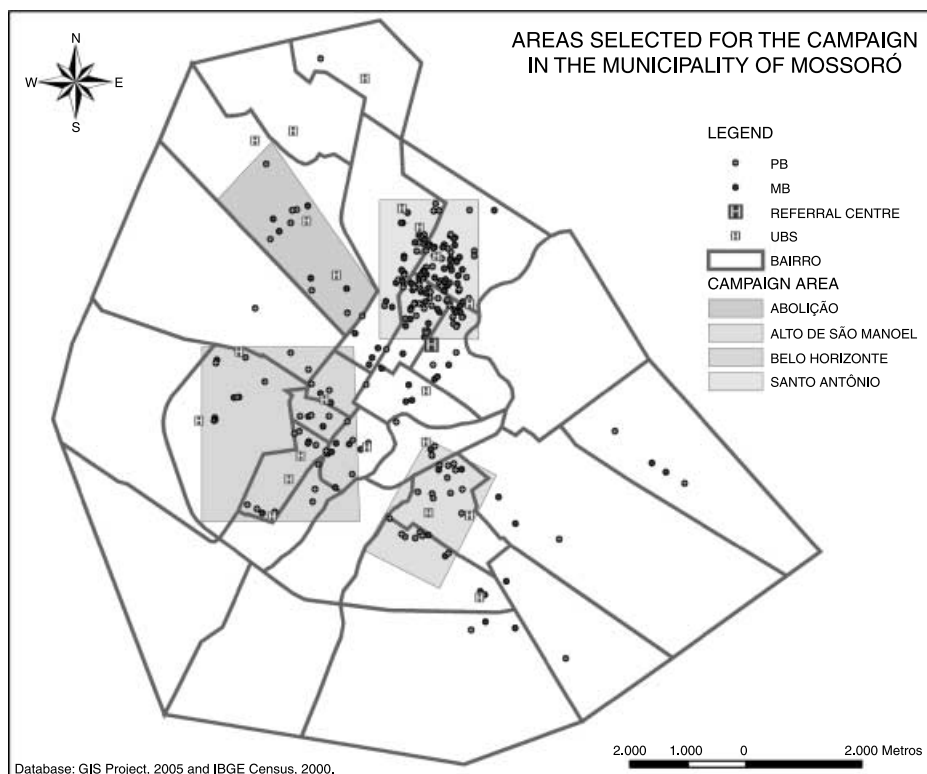 N
W E
S
AREAS SELECTED FOR THE CAMPAIGN
IN THE MUNICIPALITY OF MOSSORÓ
LEGEND
PB
MB
REFERRAL CENTRE
UBS
BAIRRO
CAMPAIGN AREA
ABOLIÇÃO
ALTO DE SÃO MANOEL
BELO HORIZONTE
SANTO ANTÔNIO
2.000 1.000 0 2.000 Metros
Database: GIS Project, 2005 and IBGE Census, 2000,